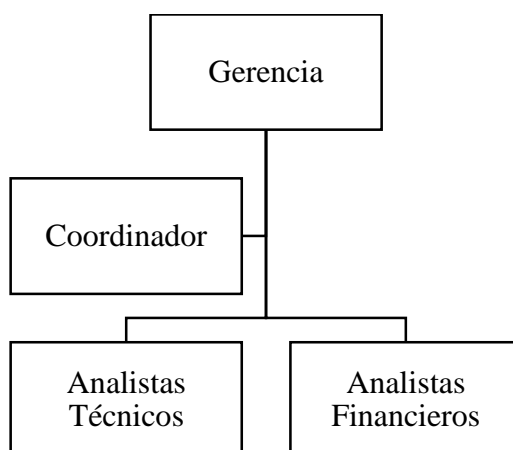 Gerencia
Coordinador
Analistas
Técnicos
Analistas
Financieros